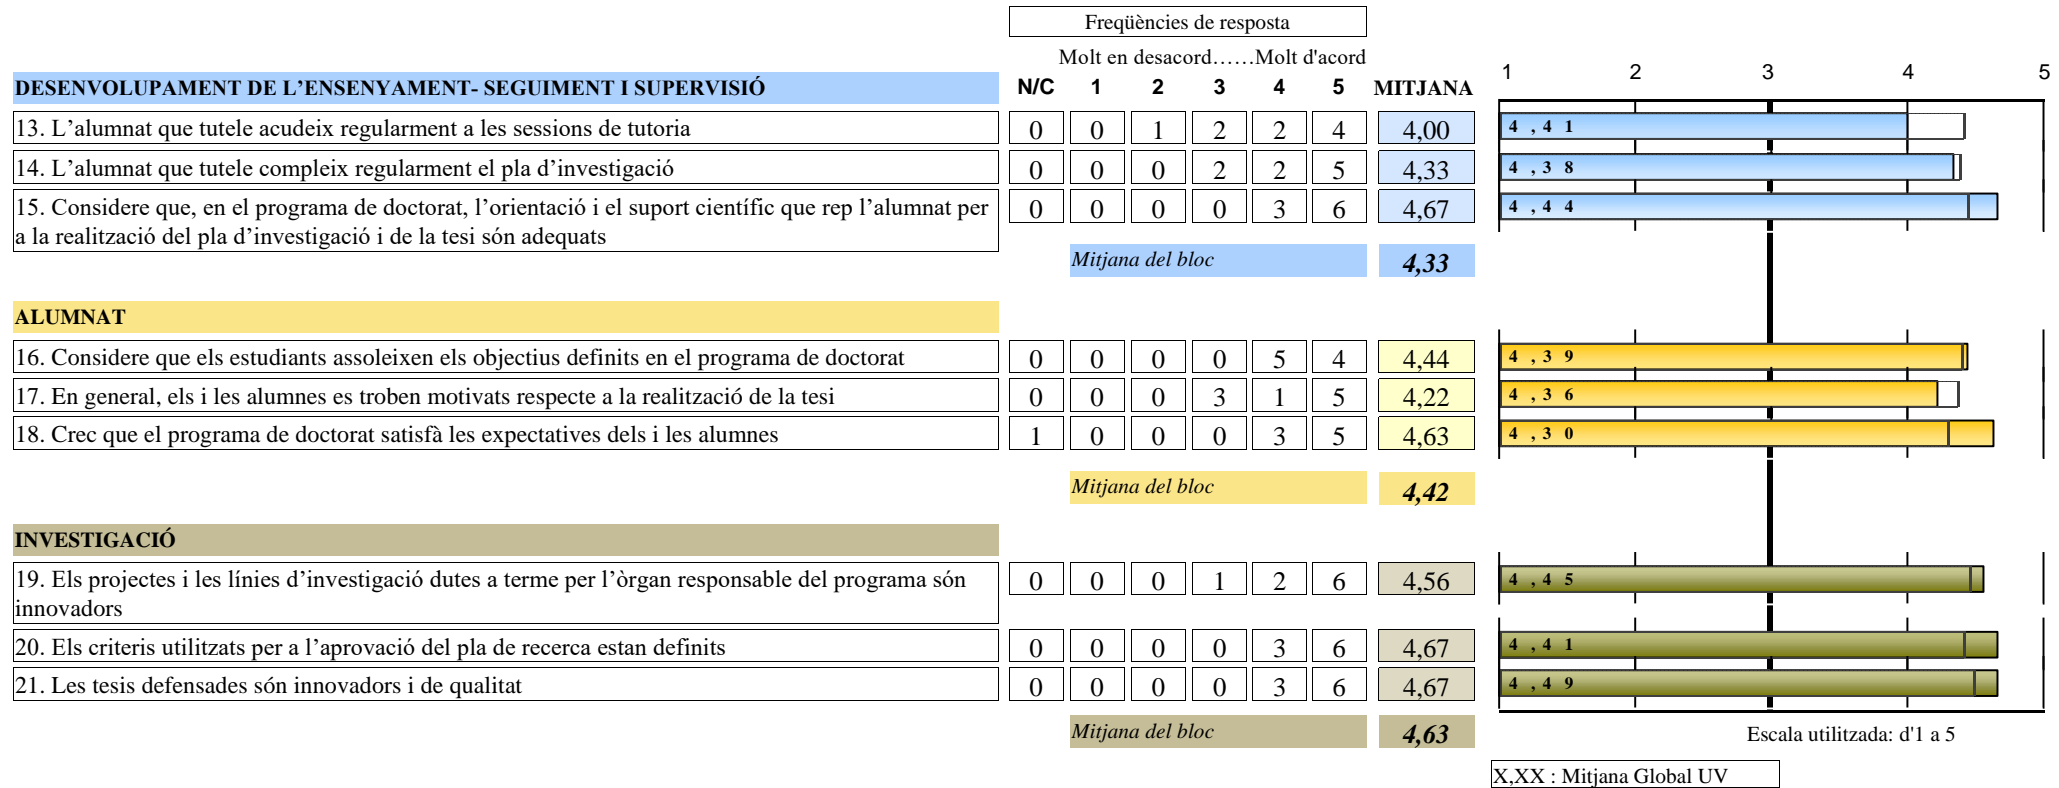 Freqüències de resposta
Molt en desacord……Molt d'acord
DESENVOLUPAMENT DE L’ENSENYAMENT- SEGUIMENT I SUPERVISIÓ N/C 1 2 3 4 5 MITJANA 1 2 3 4 5
13. L’alumnat que tutele acudeix regularment a les sessions de tutoria 0 0 1 2 2 4 4,00 4,41
14. L’alumnat que tutele compleix regularment el pla d’investigació 0 0 0 2 2 5 4,33 4,38
15. Considere que, en el programa de doctorat, l’orientació i el suport científic que rep l’alumnat per 0 0 0 0 3 6 4,67 4,44
a la realització del pla d’investigació i de la tesi són adequats
Mitjana del bloc 4,33
ALUMNAT
16. Considere que els estudiants assoleixen els objectius definits en el programa de doctorat 0 0 0 0 5 4 4,44 4,39
17. En general, els i les alumnes es troben motivats respecte a la realització de la tesi 0 0 0 3 1 5 4,22 4,36
18. Crec que el programa de doctorat satisfà les expectatives dels i les alumnes 1 0 0 0 3 5 4,63 4,30
Mitjana del bloc 4,42
INVESTIGACIÓ
19. Els projectes i les línies d’investigació dutes a terme per l’òrgan responsable del programa són 0 0 0 1 2 6 4,56 4,45
innovadors
20. Els criteris utilitzats per a l’aprovació del pla de recerca estan definits 0 0 0 0 3 6 4,67 4,41
21. Les tesis defensades són innovadors i de qualitat 0 0 0 0 3 6 4,67 4,49
Mitjana del bloc 4,63
Escala utilitzada: d'1 a 5
X,XX : Mitjana Global UV